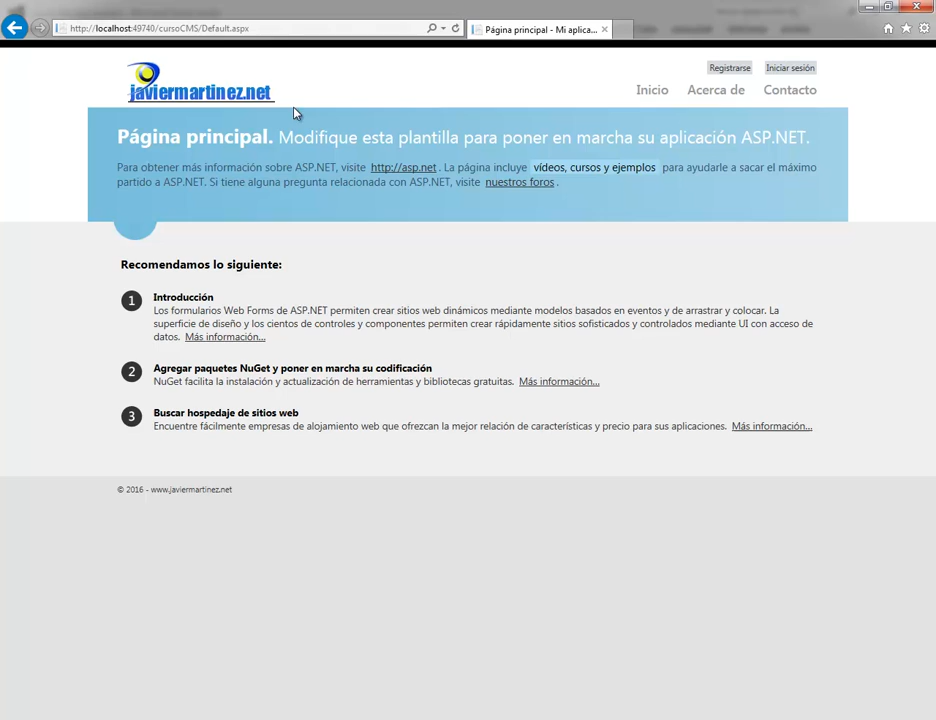 http://localhost:49740/cursoCMS/Default.aspx
Página principal - Mi aplica...
javiermartinez.net
Registrarse
Iniciar sesión
Inicio
Acerca de
Contacto
Página principal. Modifique esta plantilla para poner en marcha su aplicación ASP.NET.
Para obtener más información sobre ASP.NET, visite http://asp.net . La página incluye vídeos, cursos y ejemplos para ayudarle a sacar el máximo
partido a ASP.NET. Si tiene alguna pregunta relacionada con ASP.NET, visite nuestros foros .
Recomendamos lo siguiente:
1
Introducción
Los formularios Web Forms de ASP.NET permiten crear sitios web dinámicos mediante modelos basados en eventos y de arrastrar y colocar. La
superficie de diseño y los cientos de controles y componentes permiten crear rápidamente sitios sofisticados y controlados mediante UI con acceso de
datos. Más información...
2
Agregar paquetes NuGet y poner en marcha su codificación
NuGet facilita la instalación y actualización de herramientas y bibliotecas gratuitas. Más información...
3
Buscar hospedaje de sitios web
Encuentre fácilmente empresas de alojamiento web que ofrezcan la mejor relación de características y precio para sus aplicaciones. Más información...
© 2016 - www.javiermartinez.net